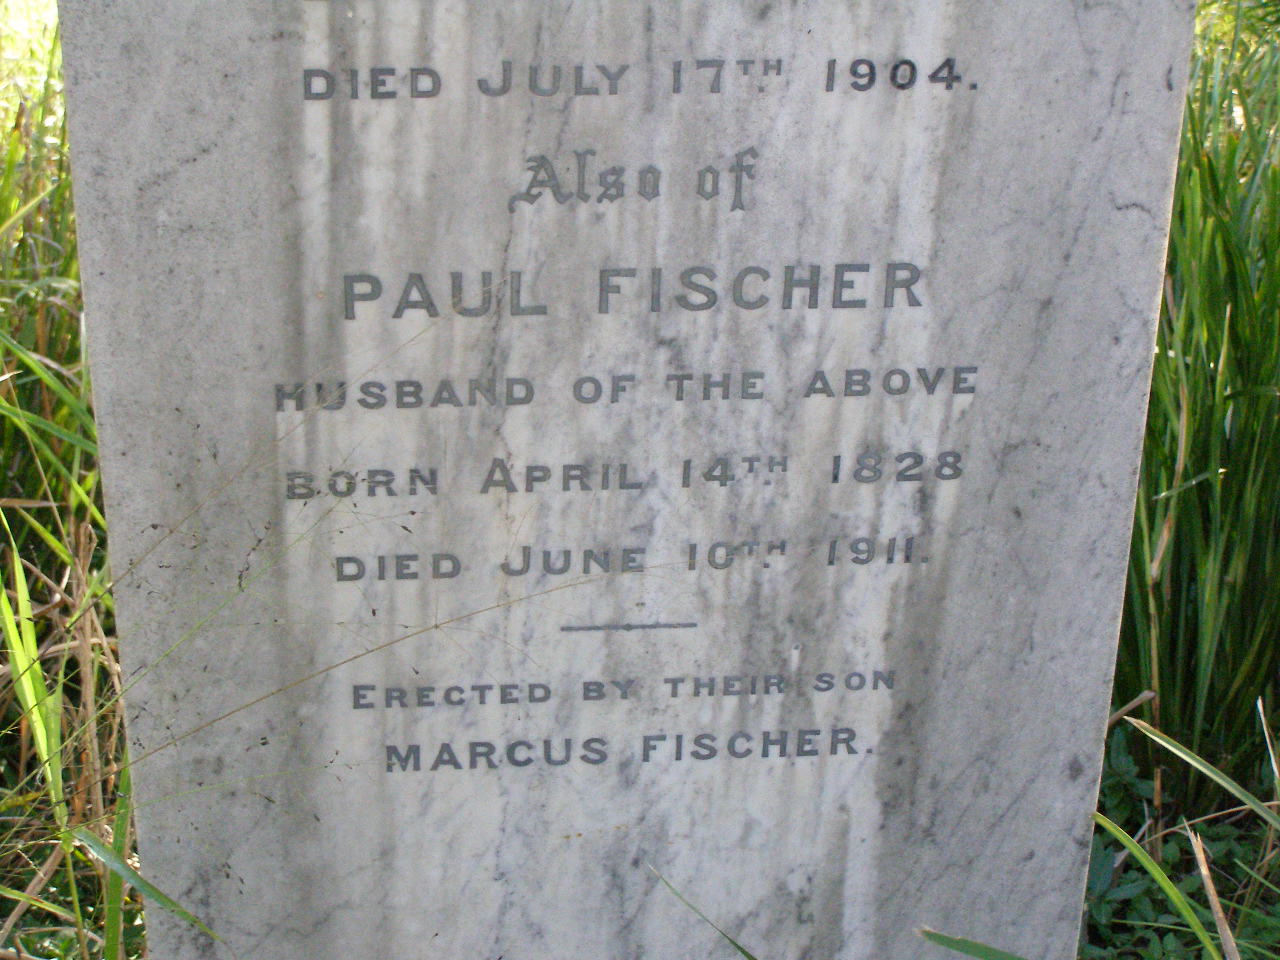 DIED JULY 17TH 1904.
Also of
PAUL FISCHER
HUSBAND OF THE ABOVE
BORN APRIL 14TH 1828
DIED JUNE 10TH 1911.
ERECTED BY THEIR SON
MARCUS FISCHER.